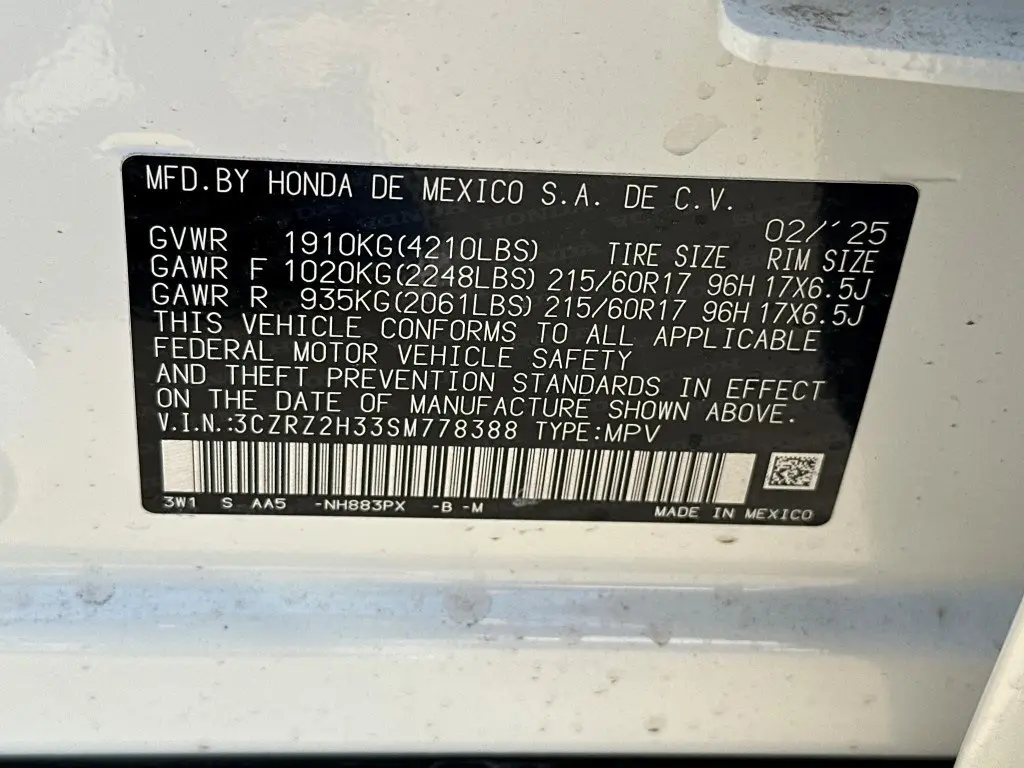 MFD.BY HONDA DE MEXICO S.A. DE C.V.
02/'25
GVWR 1910KG(4210LBS) TIRE SIZE RIM SIZE
GAWR F 1020KG(2248LBS) 215/60R17 96H 17X6.5J
GAWR R 935KG(2061LBS) 215/60R17 96H 17X6.5J
THIS VEHICLE CONFORMS TO ALL APPLICABLE
FEDERAL MOTOR VEHICLE SAFETY
AND THEFT PREVENTION STANDARDS IN EFFECT
ON THE DATE OF MANUFACTURE SHOWN ABOVE.
V.I.N.:3CZRZ2H33SM778388 TYPE:MPV
3W1 S AA5 -NH883PX -B -M MADE IN MEXICO